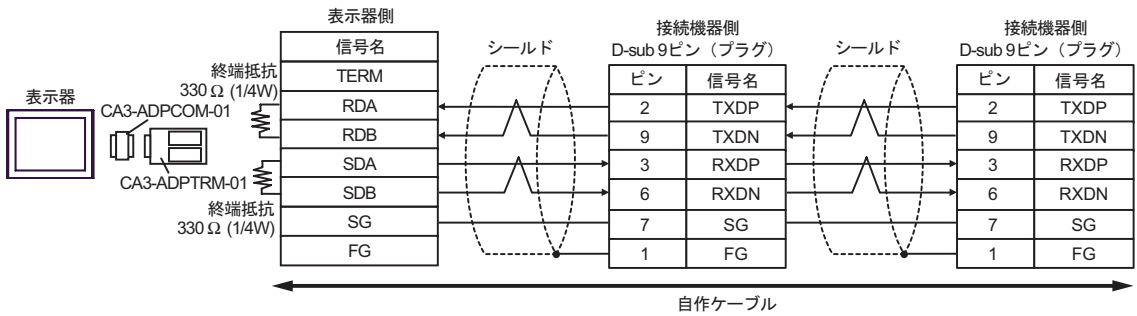 表示器側
接続機器側
接続機器側
D-sub 9ピン（プラグ）
D-sub 9ピン（プラグ）
シールド
シールド
表示器
CA3-ADPCOM-01
CA3-ADPTRM-01
終端抵抗
330 Ω (1/4W)
終端抵抗
330 Ω (1/4W)
信号名
TERM
RDA
RDB
SDA
SDB
SG
FG
ピン 信号名
2 TXDP
9 TXDN
3 RXDP
6 RXDN
7 SG
1 FG
ピン 信号名
2 TXDP
9 TXDN
3 RXDP
6 RXDN
7 SG
1 FG
自作ケーブル